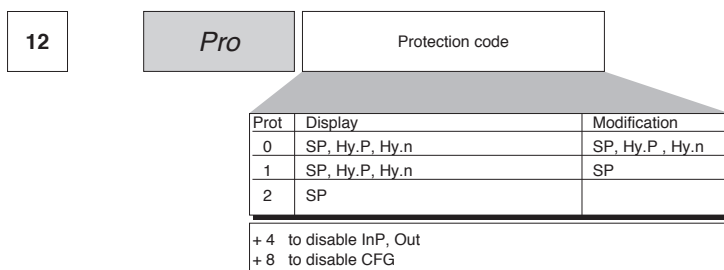 12 Pro Protection code
Prot Display Modification
0 SP, Hy.P, Hy.n SP, Hy.P , Hy.n
1 SP, Hy.P, Hy.n SP
2 SP
+ 4 to disable InP, Out
+ 8 to disable CFG